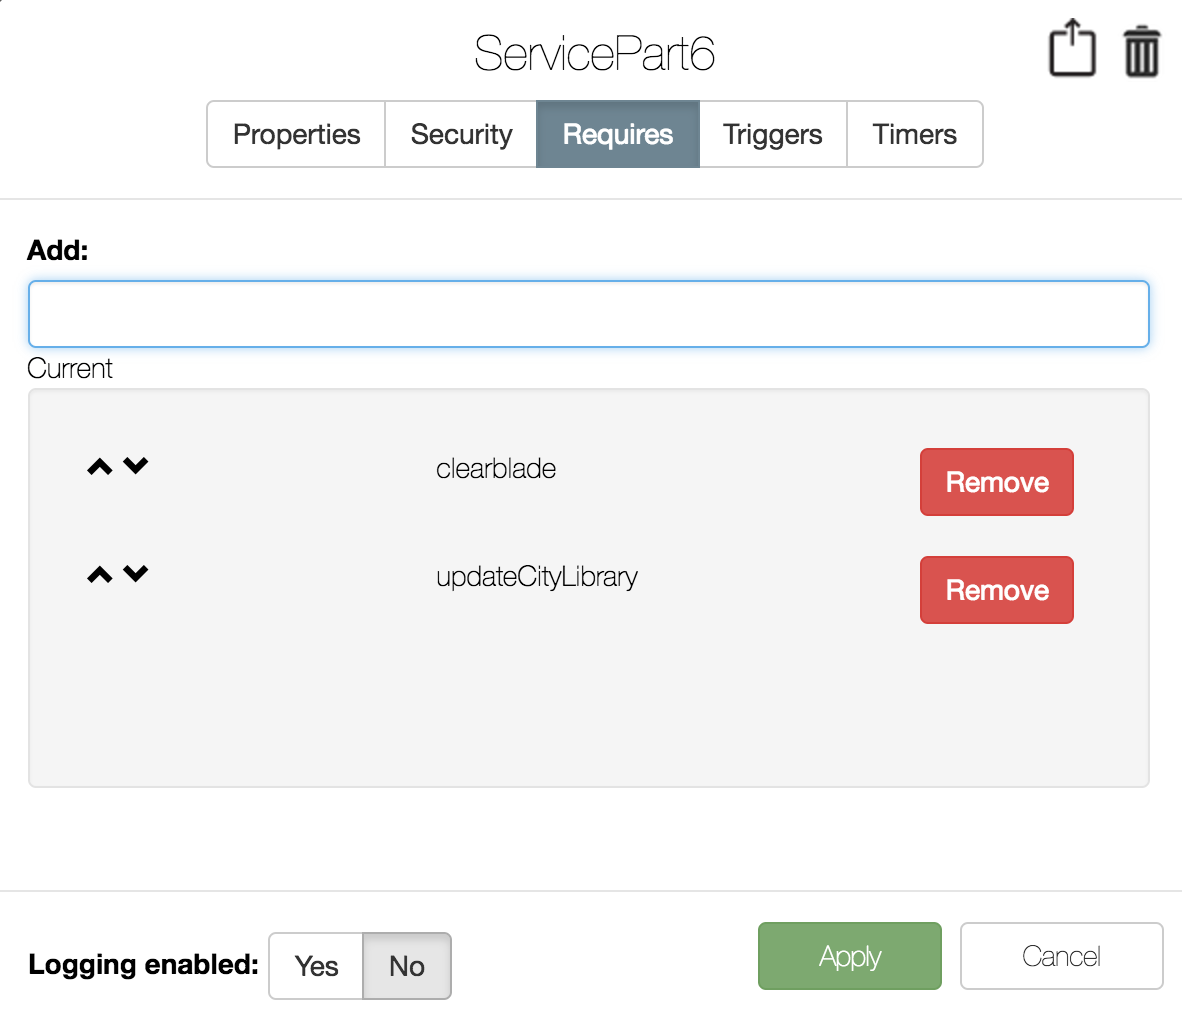 ServicePart6
Properties Security Requires Triggers Timers
Add:
Current
clearblade Remove
updateCityLibrary Remove
Logging enabled: Yes No Apply Cancel